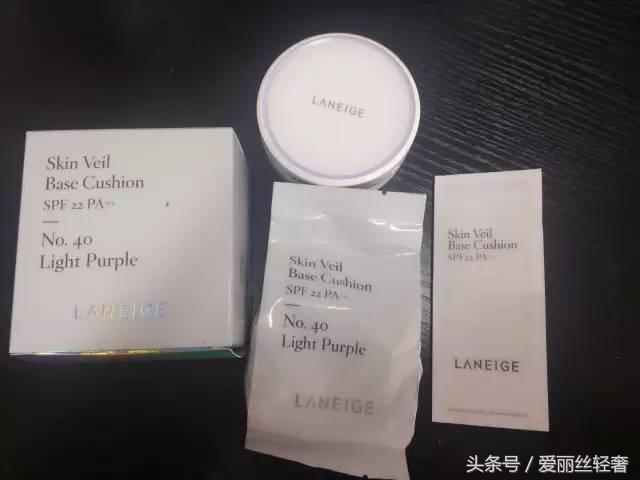 LANEIGE
Skin Veil
Base Cushion
SPF 22 PA++
No. 40
Light Purple
LANEIGE
Skin Veil
Base Cushion
SPF 22 PA++
No. 40
Light Purple
LANEIGE
Skin Veil
Base Cushion
SPF 22 PA++
LANEIGE
头条号 / 爱丽丝轻奢